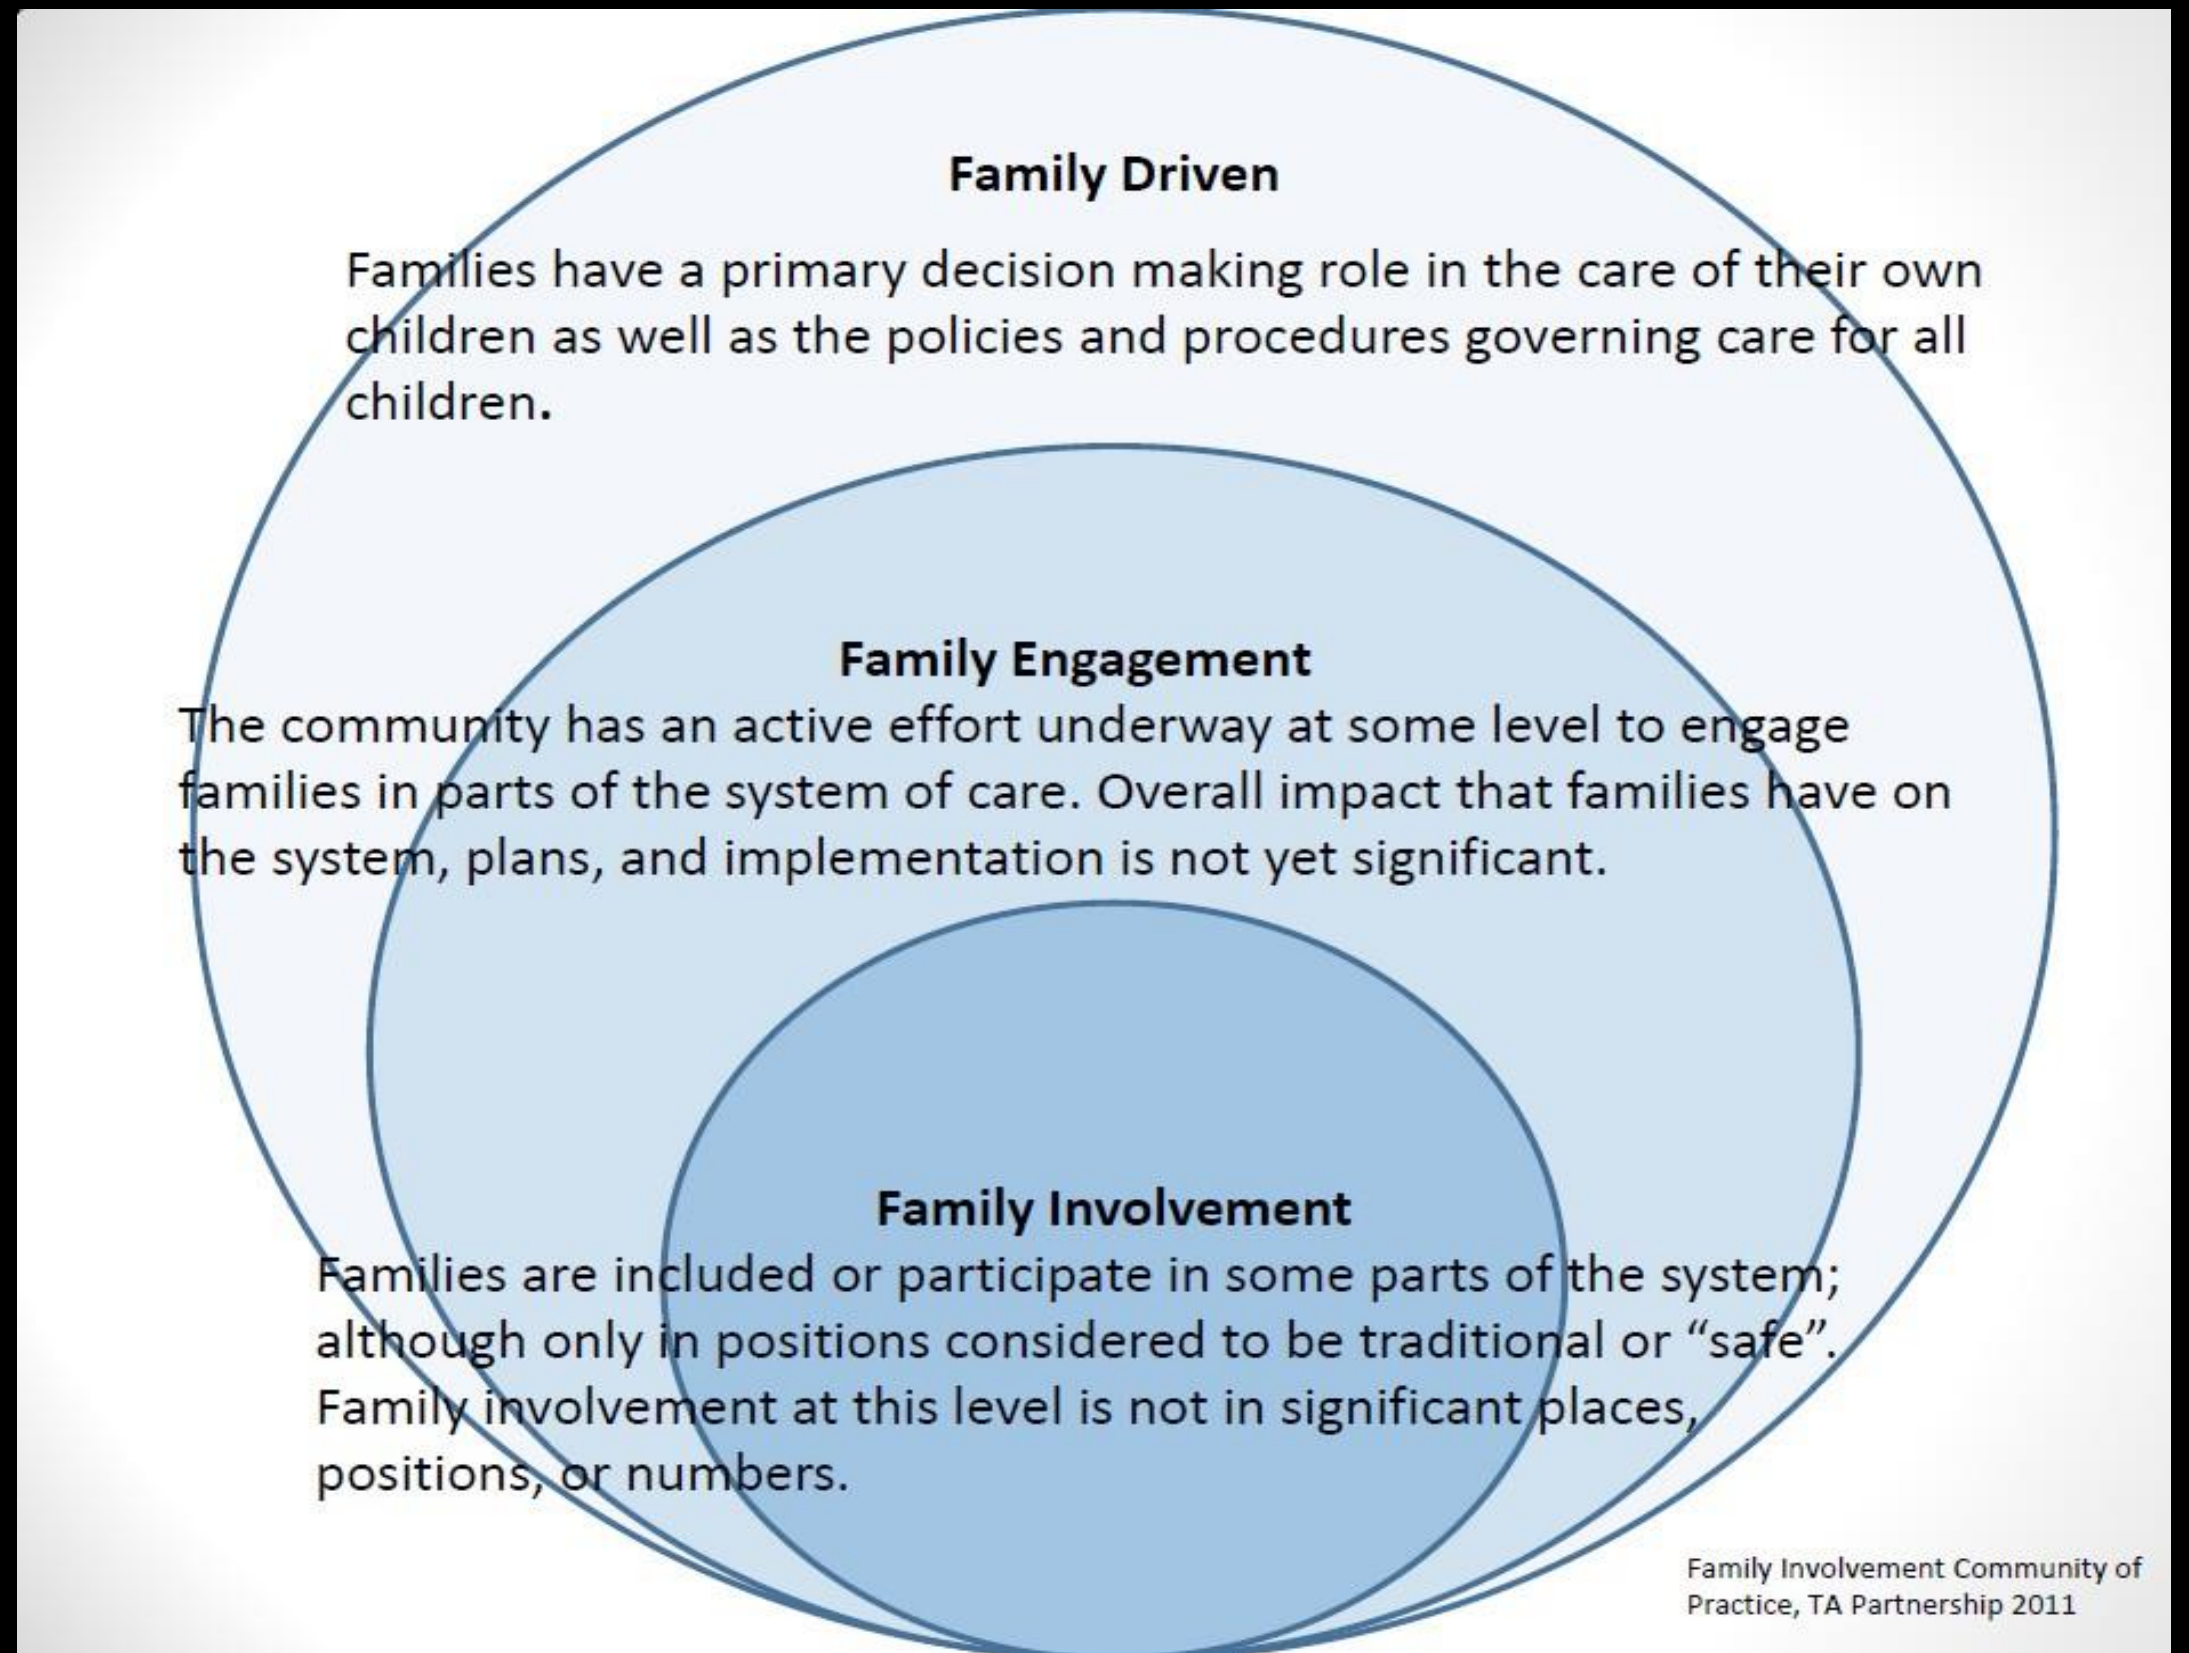 Family Driven
Families have a primary decision making role in the care of their own
children as well as the policies and procedures governing care for all
children.
Family Engagement
The community has an active effort underway at some level to engage
families in parts of the system of care. Overall impact that families have on
the system, plans, and implementation is not yet significant.
Family Involvement
Families are included or participate in some parts of the system;
although only in positions considered to be traditional or “safe”.
Family involvement at this level is not in significant places,
positions, or numbers.
Family Involvement Community of
Practice, TA Partnership 2011